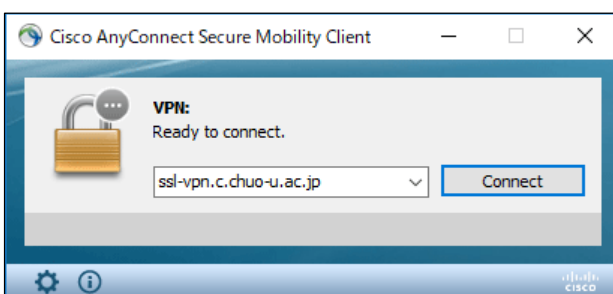 Cisco AnyConnect Secure Mobility Client
VPN:
Ready to connect.
ssl-vpn.c.chuo-u.ac.jp
Connect
cisco